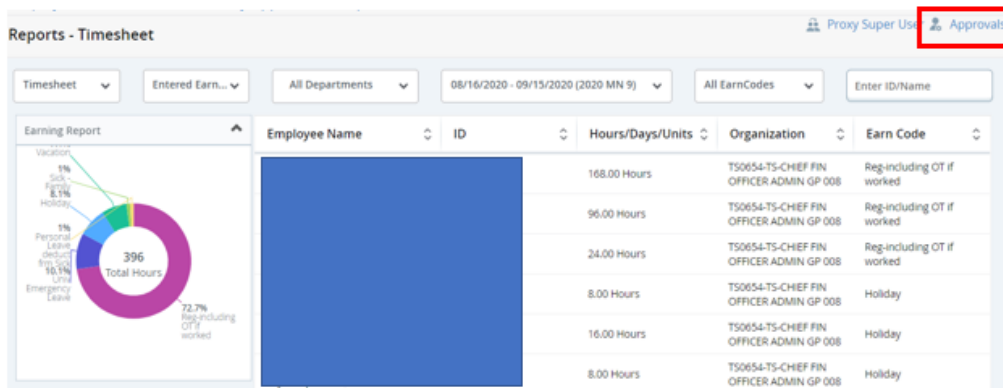 Proxy Super User
Approvals
Reports - Timesheet
Timesheet
Entered Earn...
All Departments
08/16/2020 - 09/15/2020 (2020 MN 9)
All EarnCodes
Enter ID/Name
Earning Report
Vacation
1%
Sick -
Family
8.1%
Holiday
1%
Personal
Leave
deduct
frm Sick
10.1%
Univ
Emergency
Leave
396
Total Hours
72.7%
Reg-including
OT if
worked
Employee Name
ID
Hours/Days/Units
Organization
Earn Code
168.00 Hours
TS0654-TS-CHIEF FIN
OFFICER ADMIN GP 008
Reg-including OT if
worked
96.00 Hours
TS0654-TS-CHIEF FIN
OFFICER ADMIN GP 008
Reg-including OT if
worked
24.00 Hours
TS0654-TS-CHIEF FIN
OFFICER ADMIN GP 008
Reg-including OT if
worked
8.00 Hours
TS0654-TS-CHIEF FIN
OFFICER ADMIN GP 008
Holiday
16.00 Hours
TS0654-TS-CHIEF FIN
OFFICER ADMIN GP 008
Holiday
8.00 Hours
TS0654-TS-CHIEF FIN
OFFICER ADMIN GP 008
Holiday